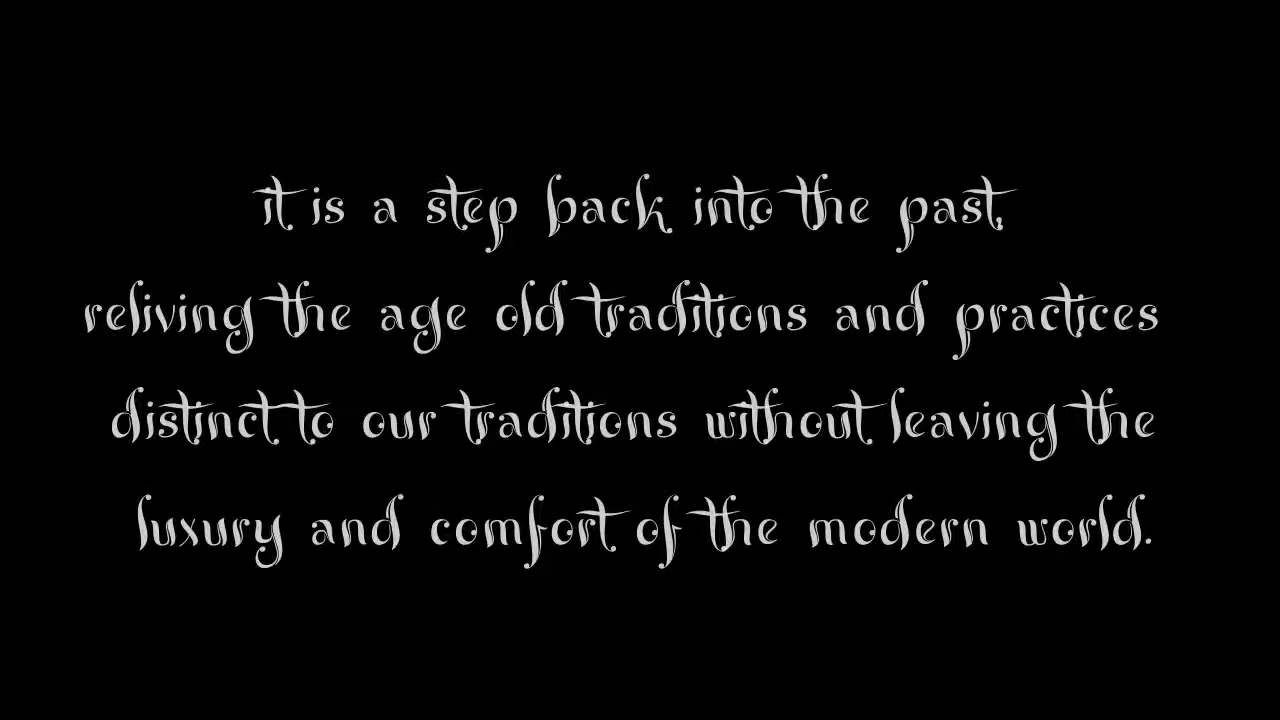 it is a step back into the past,
reliving the age old traditions and practices
distinct to our traditions without leaving the
luxury and comfort of the modern world.